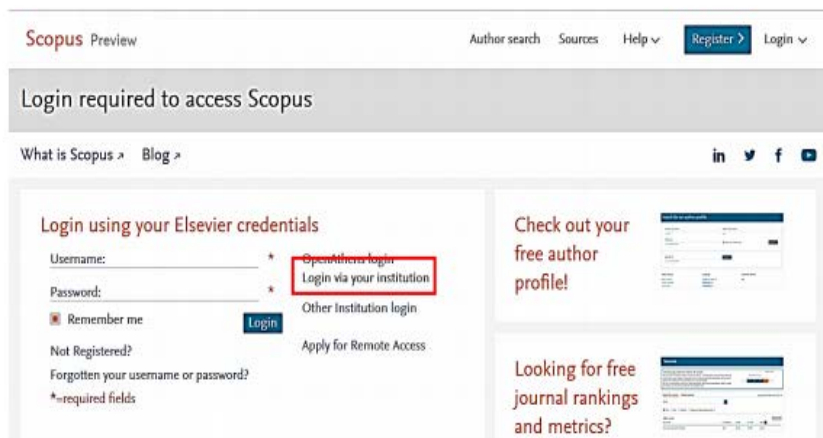 Scopus Preview
Author search Sources Help Register > Login
Login required to access Scopus
What is Scopus Blog
in f
Login using your Elsevier credentials
Username: *
Password: *
Remember me
Login
Not Registered?
Forgotten your username or password?
*=required fields
OpenAthens login
Login via your institution
Other Institution login
Apply for Remote Access
Check out your
free author
profile!
Looking for free
journal rankings
and metrics?